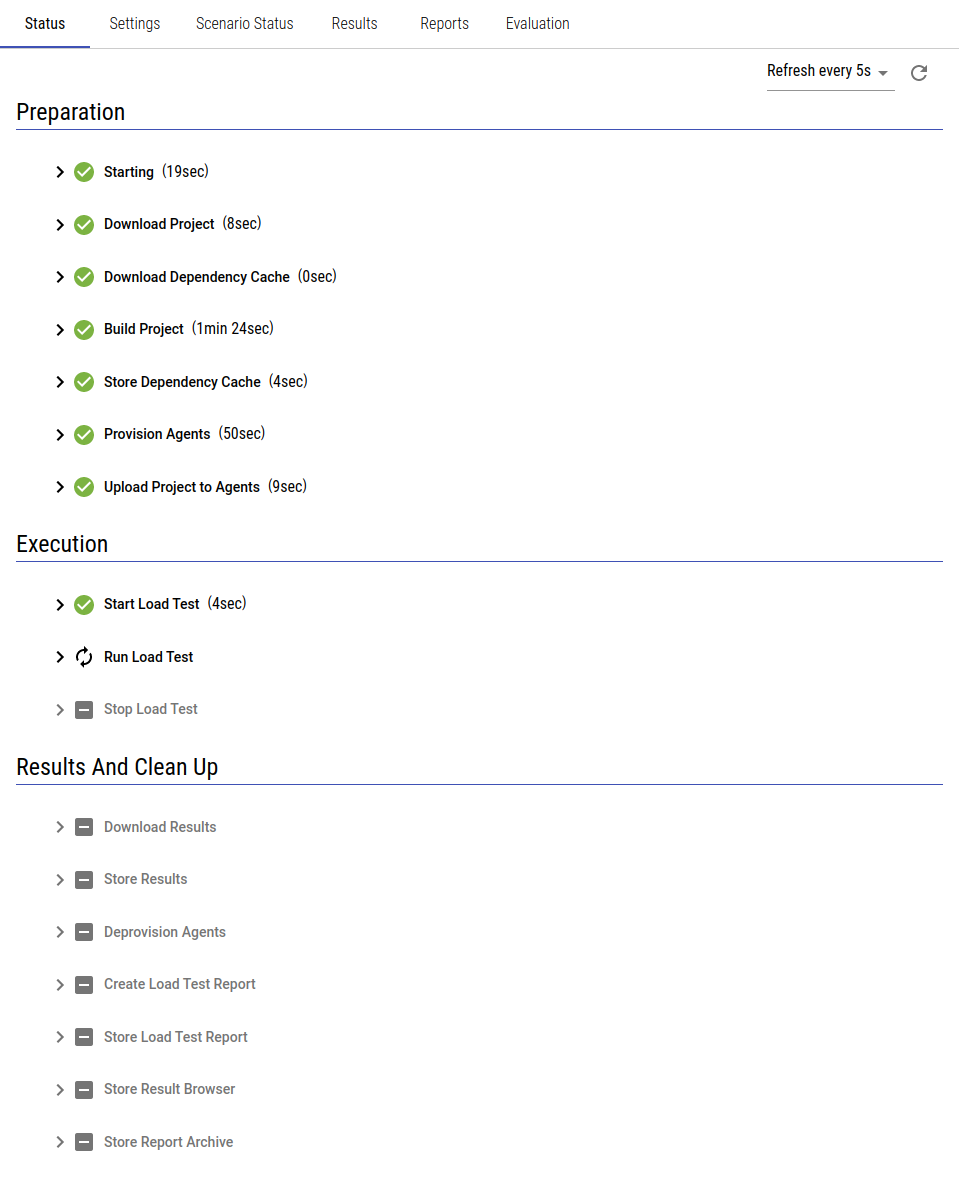 Status Settings Scenario Status Results Reports Evaluation
Refresh every 5s
Preparation
Starting (19sec)
Download Project (8sec)
Download Dependency Cache (0sec)
Build Project (1min 24sec)
Store Dependency Cache (4sec)
Provision Agents (50sec)
Upload Project to Agents (9sec)
Execution
Start Load Test (4sec)
Run Load Test
Stop Load Test
Results And Clean Up
Download Results
Store Results
Deprovision Agents
Create Load Test Report
Store Load Test Report
Store Result Browser
Store Report Archive